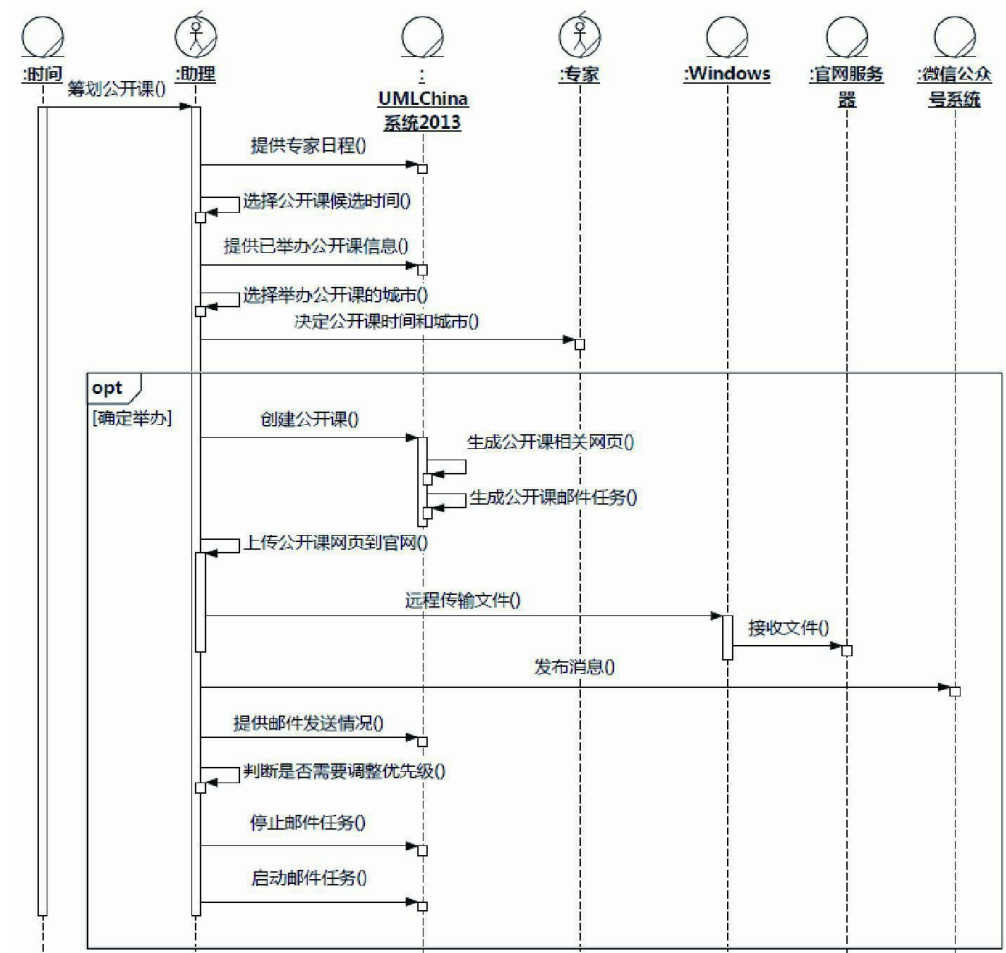 :时间
:助理
:
UMLChina
系统2013
:专家
:Windows
:官网服务
器
:微信公众
号系统
筹划公开课()
提供专家日程()
选择公开课候选时间()
提供已举办公开课信息()
选择举办公开课的城市()
决定公开课时间和城市()
opt
[确定举办]
创建公开课()
生成公开课相关网页()
生成公开课邮件任务()
上传公开课网页到官网()
远程传输文件()
接收文件()
发布消息()
提供邮件发送情况()
判断是否需要调整优先级()
停止邮件任务()
启动邮件任务()